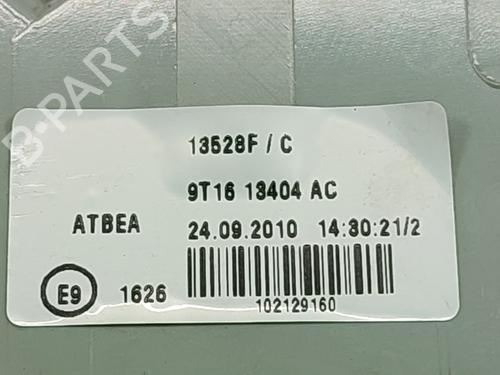 B-PARTS
13528F / C
9T16 13404 AC
ATBEA 24.09.2010 14:30:21/2
E9 1626
102129160